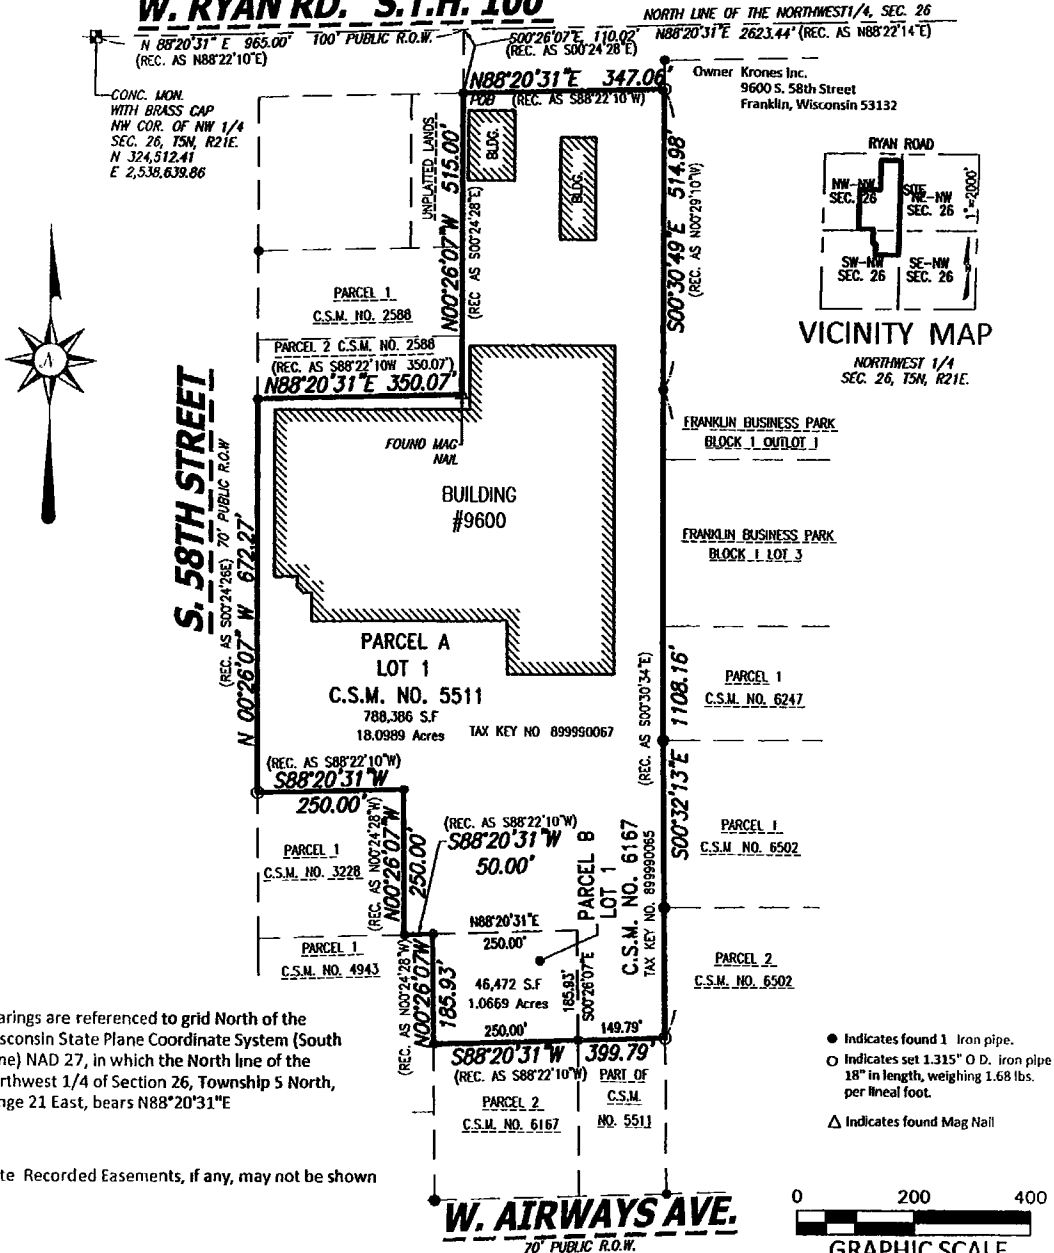 W. RYAN RD. S.T.H. 100
NORTH LINE OF THE NORTHWEST1/4, SEC. 26
N88°20'31"E 2623.44' (REC. AS N88°22'14"E)
N 88°20'31" E 965.00'
(REC. AS N88°22'10"E)
100' PUBLIC R.O.W.
S00°26'07"E 110.02'
(REC. AS S00°24'28"E)
N88°20'31"E 347.06'
POB (REC. AS S88°22'10"W)
Owner Krones Inc.
9600 S. 58th Street
Franklin, Wisconsin 53132
CONC. MON.
WITH BRASS CAP
NW COR. OF NW 1/4
SEC. 26, T5N, R21E.
N 324,512.41
E 2,538,639.86
UNPLATTED LANDS
N00°26'07"W 515.00'
(REC AS S00°24'28"E)
BLDG.
BLDG.
S00°30'49"E 514.98'
(REC. AS N00°29'10"W)
RYAN ROAD
NW-NW
SEC. 26
SITE
NE-NW
SEC. 26
1"=2000'
SW-NW
SEC. 26
SE-NW
SEC. 26
VICINITY MAP
NORTHWEST 1/4
SEC. 26, T5N, R21E.
PARCEL 1
C.S.M. NO. 2588
PARCEL 2 C.S.M. NO. 2588
(REC. AS S88°22'10W 350.07')
N88°20'31"E 350.07'
N
S. 58TH STREET
70' PUBLIC R.O.W
FOUND MAG
NAIL
BUILDING
#9600
FRANKLIN BUSINESS PARK
BLOCK 1 OUTLOT 1
FRANKLIN BUSINESS PARK
BLOCK 1 LOT 3
N 00°26'07" W 672.27'
(REC. AS S00°24'26E)
PARCEL A
LOT 1
C.S.M. NO. 5511
788,386 S.F
18.0989 Acres
TAX KEY NO 899990067
PARCEL 1
C.S.M. NO. 6247
S00°32'13"E 1108.16'
(REC. AS S00°30'34"E)
(REC. AS S88°22'10"W)
S88°20'31"W
250.00'
N00°26'07"W 250.00'
(REC. AS N00°24'28"W)
(REC. AS S88°22'10"W)
S88°20'31"W
50.00'
PARCEL B
LOT 1
C.S.M. NO. 6167
TAX KEY NO. 899990065
PARCEL 1
C.S.M. NO. 6502
PARCEL 1
C.S.M. NO. 3228
PARCEL 1
C.S.M. NO. 4943
N88°20'31"E
250.00'
46,472 S.F
1.0669 Acres
185.93'
S00°26'07"E
N00°26'07W
185.93'
(REC. AS N00°24'28"W)
250.00'
149.79'
S88°20'31"W 399.79'
(REC. AS S88°22'10"W)
PARCEL 2
C.S.M. NO. 6502
PARCEL 2
C.S.M. NO. 6167
PART OF
C.S.M.
NO. 5511
arings are referenced to grid North of the
isconsin State Plane Coordinate System (South
ne) NAD 27, in which the North line of the
rthwest 1/4 of Section 26, Township 5 North,
nge 21 East, bears N88°20'31"E
te Recorded Easements, if any, may not be shown
● Indicates found 1 Iron pipe.
○ Indicates set 1.315" O D. iron pipe
18" in length, weighing 1.68 lbs.
per lineal foot.
△ Indicates found Mag Nail
W. AIRWAYS AVE.
70' PUBLIC R.O.W.
0 200 400
GRAPHIC SCALE